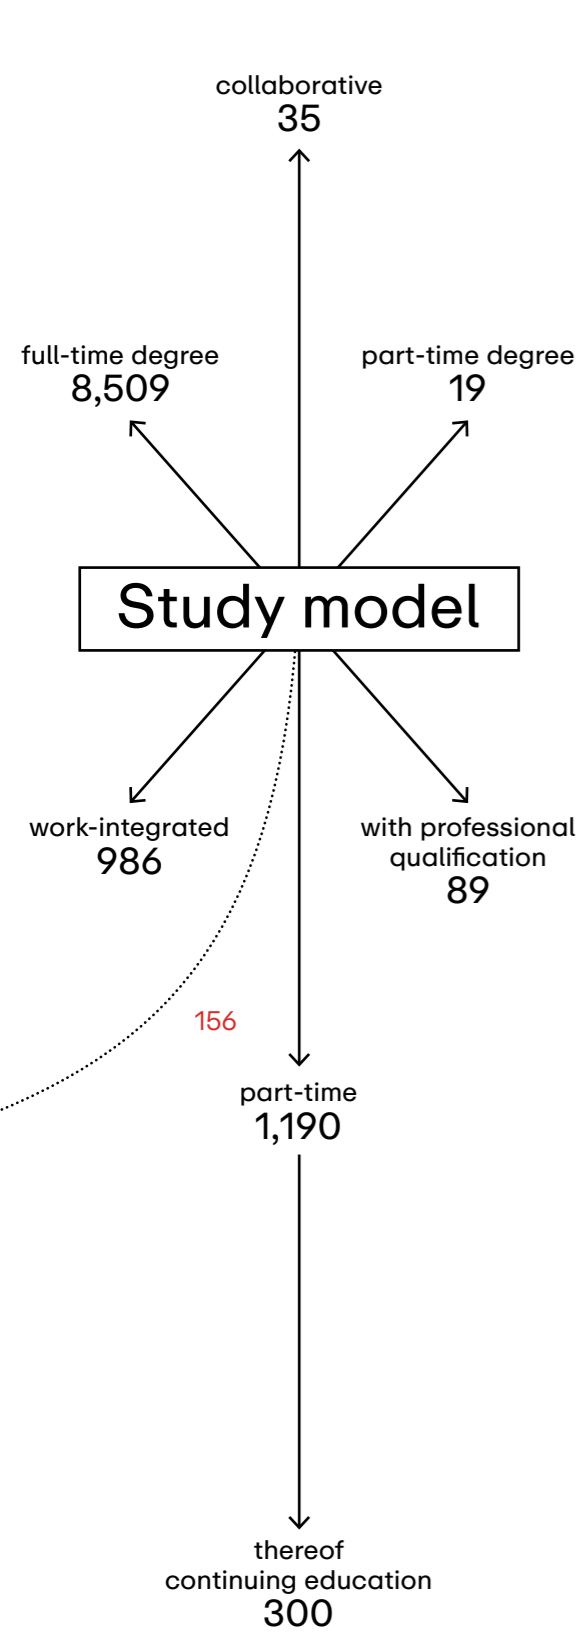 collaborative
35
full-time degree
8,509
part-time degree
19
Study model
work-integrated
986
with professional
qualification
89
156
part-time
1,190
thereof
continuing education
300